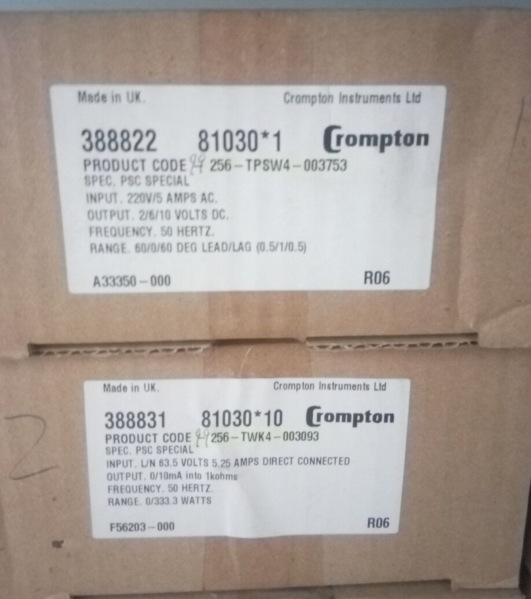 Made in UK. Crompton Instruments Ltd
388822 81030*1 Crompton
PRODUCT CODE 256-TPSW4-003753
SPEC. PSC SPECIAL
INPUT. 220V/5 AMPS AC.
OUTPUT. 2/6/10 VOLTS DC.
FREQUENCY. 50 HERTZ.
RANGE. 60/0/60 DEG LEAD/LAG (0.5/1/0.5)
A33350-000 R06
Made in UK. Crompton Instruments Ltd
388831 81030*10 Crompton
PRODUCT CODE 256-TWK4-003093
SPEC. PSC SPECIAL
INPUT. L/N 63.5 VOLTS 5.25 AMPS DIRECT CONNECTED
OUTPUT. 0/10mA into 1kohms
FREQUENCY. 50 HERTZ.
RANGE. 0/333.3 WATTS
F56203-000 R06
2